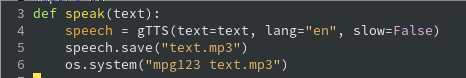 3 def speak(text):
4     speech = gTTS(text=text, lang="en", slow=False)
5     speech.save("text.mp3")
6     os.system("mpg123 text.mp3")